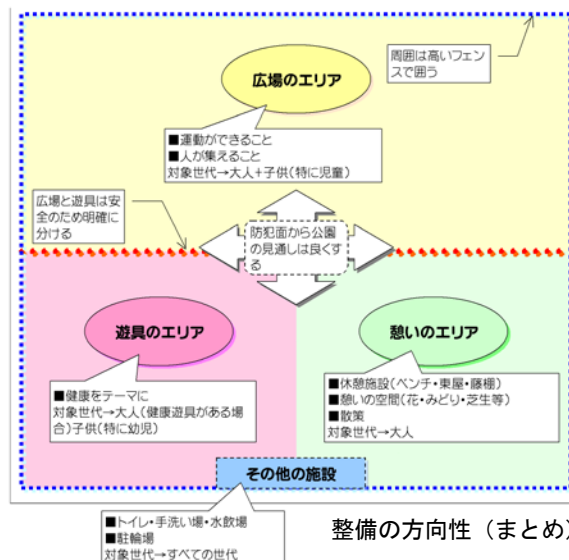 周囲は高いフェン
スで囲う
広場のエリア
■運動ができること
■人が集えること
対象世代→大人+子供(特に児童)
広場と遊具は安
全のため明確に
分ける
防犯面から公園
の見通しは良くす
る
遊具のエリア
■健康をテーマに
対象世代→大人(健康遊具がある場
合)子供(特に幼児)
憩いのエリア
■休憩施設(ベンチ・東屋・藤棚)
■憩いの空間(花・みどり・芝生等)
■散策
対象世代→大人
その他の施設
■トイレ・手洗い場・水飲場
■駐輪場
対象世代→すべての世代
整備の方向性（まとめ）